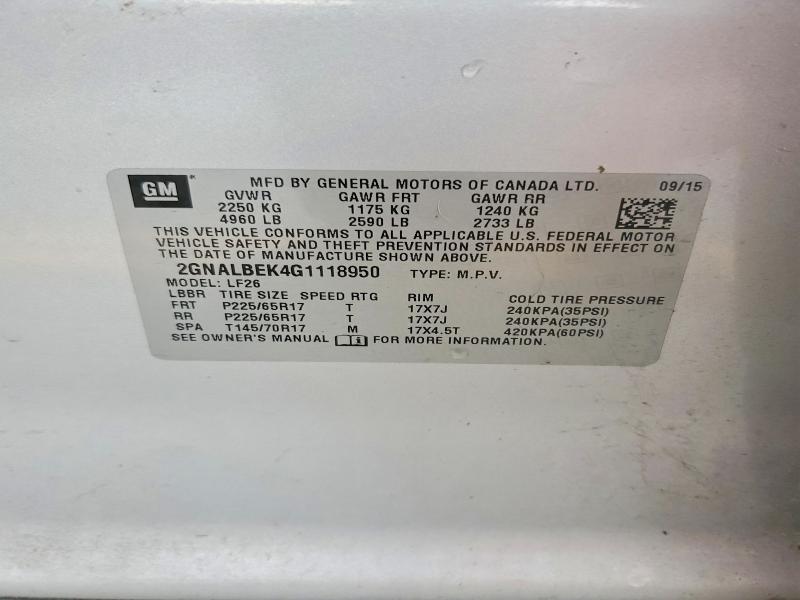 GM MFD BY GENERAL MOTORS OF CANADA LTD. 09/15
GVWR GAWR FRT GAWR RR
2250 KG 1175 KG 1240 KG
4960 LB 2590 LB 2733 LB
THIS VEHICLE CONFORMS TO ALL APPLICABLE U.S. FEDERAL MOTOR
VEHICLE SAFETY AND THEFT PREVENTION STANDARDS IN EFFECT ON
THE DATE OF MANUFACTURE SHOWN ABOVE.
2GNALBEK4G1118950 TYPE: M.P.V.
MODEL: LF26
LBBR TIRE SIZE SPEED RTG RIM COLD TIRE PRESSURE
FRT P225/65R17 T 17X7J 240KPA(35PSI)
RR P225/65R17 T 17X7J 240KPA(35PSI)
SPA T145/70R17 M 17X4.5T 420KPA(60PSI)
SEE OWNER'S MANUAL FOR MORE INFORMATION.